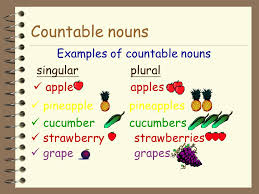 Countable nouns
Examples of countable nouns
singular plural
✓ apple apples
✓ pineapple pineapples
✓ cucumber cucumbers
✓ strawberry strawberries
✓ grape grapes